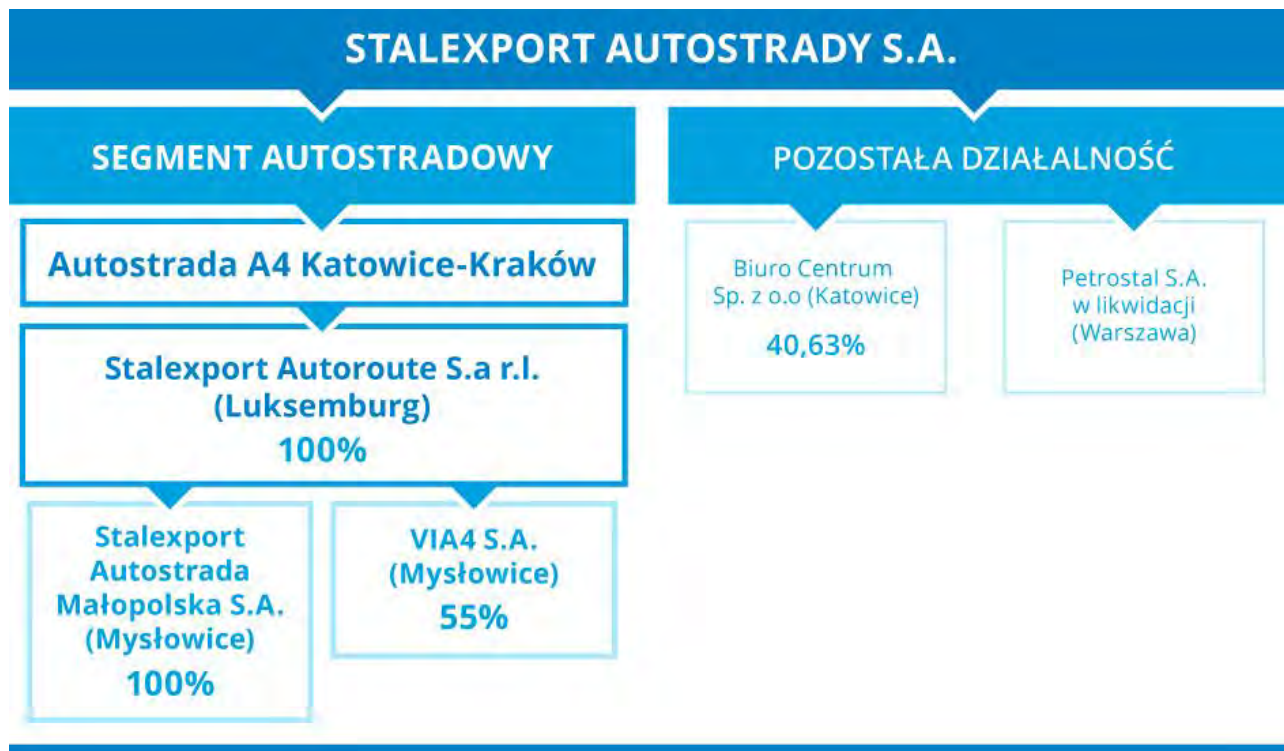 STALEXPORT AUTOSTRADY S.A.
SEGMENT AUTOSTRADOWY
Autostrada A4 Katowice-Kraków
Stalexport Autoroute S.a r.l.
(Luksemburg)
100%
Stalexport
Autostrada
Małopolska S.A.
(Mysłowice)
100%
VIA4 S.A.
(Mysłowice)
55%
POZOSTAŁA DZIAŁALNOŚĆ
Biuro Centrum
Sp. z o.o (Katowice)
40,63%
Petrostal S.A.
w likwidacji
(Warszawa)